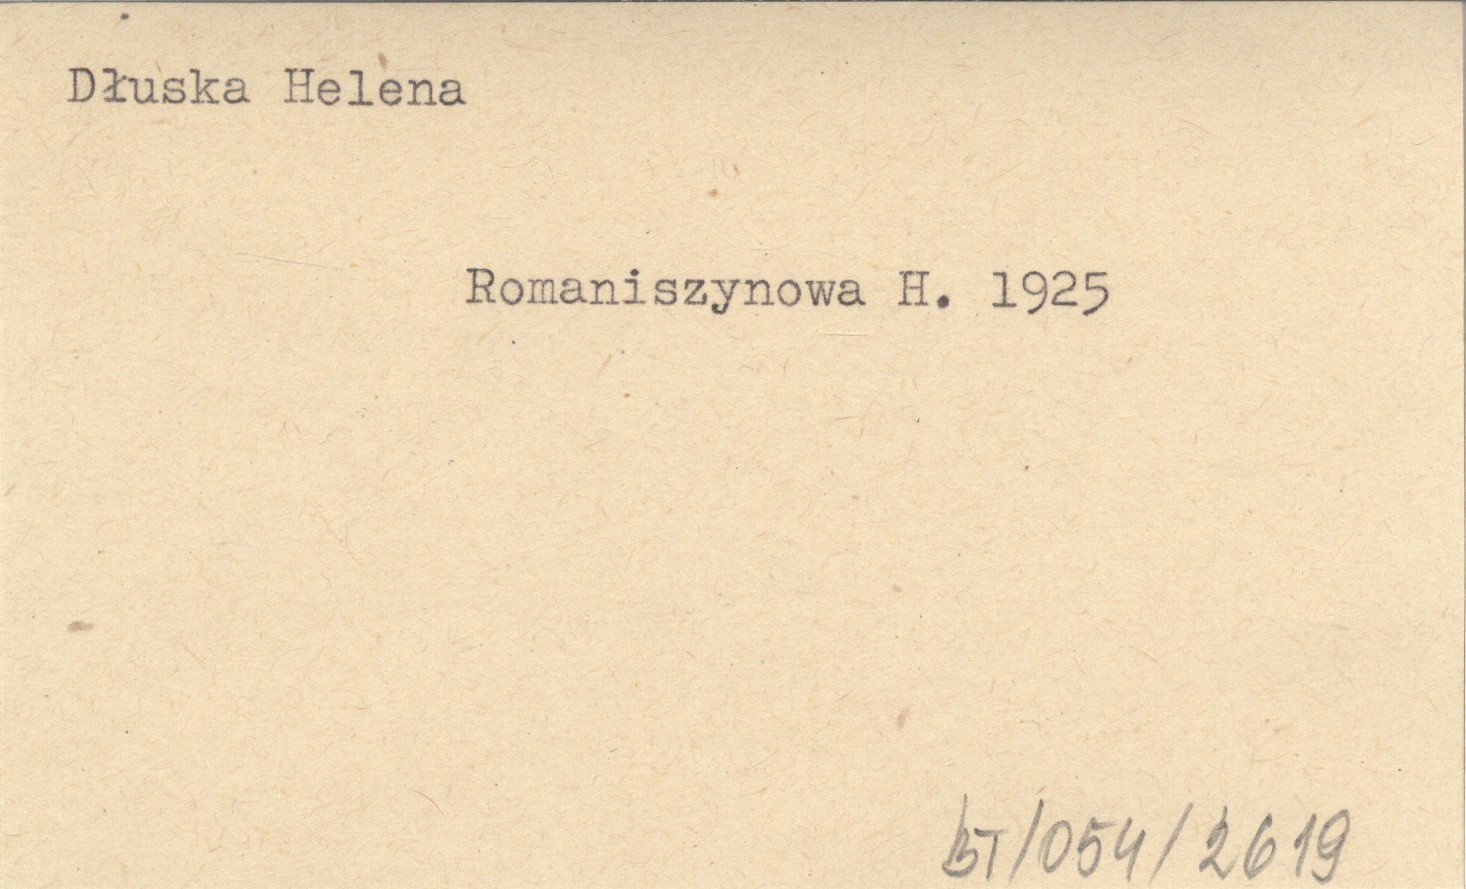 Dłuska Helena
Romaniszynowa H. 1925
BT/054/2619